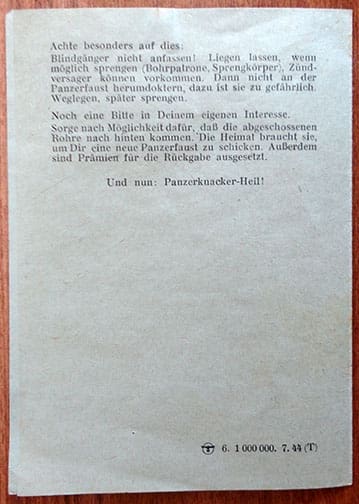 Achte besonders auf dies:
Blindgänger nicht anfassen! Liegen lassen, wenn
möglich sprengen (Bohrpatrone, Sprengkörper), Zünd-
versager können vorkommen. Dann nicht an der
Panzerfaust herumdoktern, dazu ist sie zu gefährlich.
Weglegen, später sprengen.
Noch eine Bitte in Deinem eigenen Interesse.
Sorge nach Möglichkeit dafür, daß die abgeschossenen
Rohre nach hinten kommen. Die Heimat braucht sie,
um Dir eine neue Panzerfaust zu schicken. Außerdem
sind Prämien für die Rückgabe ausgesetzt.
Und nun: Panzerknacker-Heil!
6. 1 000 000. 7. 44 (T)